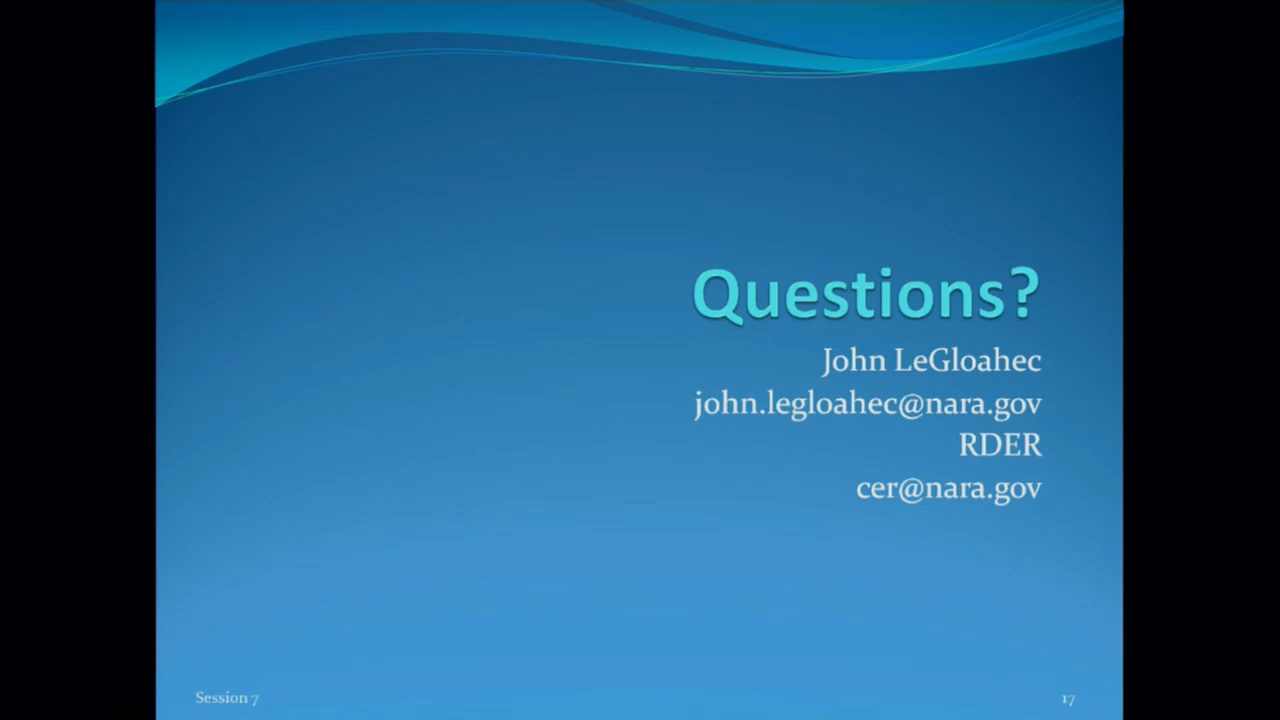 Questions?
John LeGloahec
john.legloahec@nara.gov
RDER
cer@nara.gov
Session 7
17